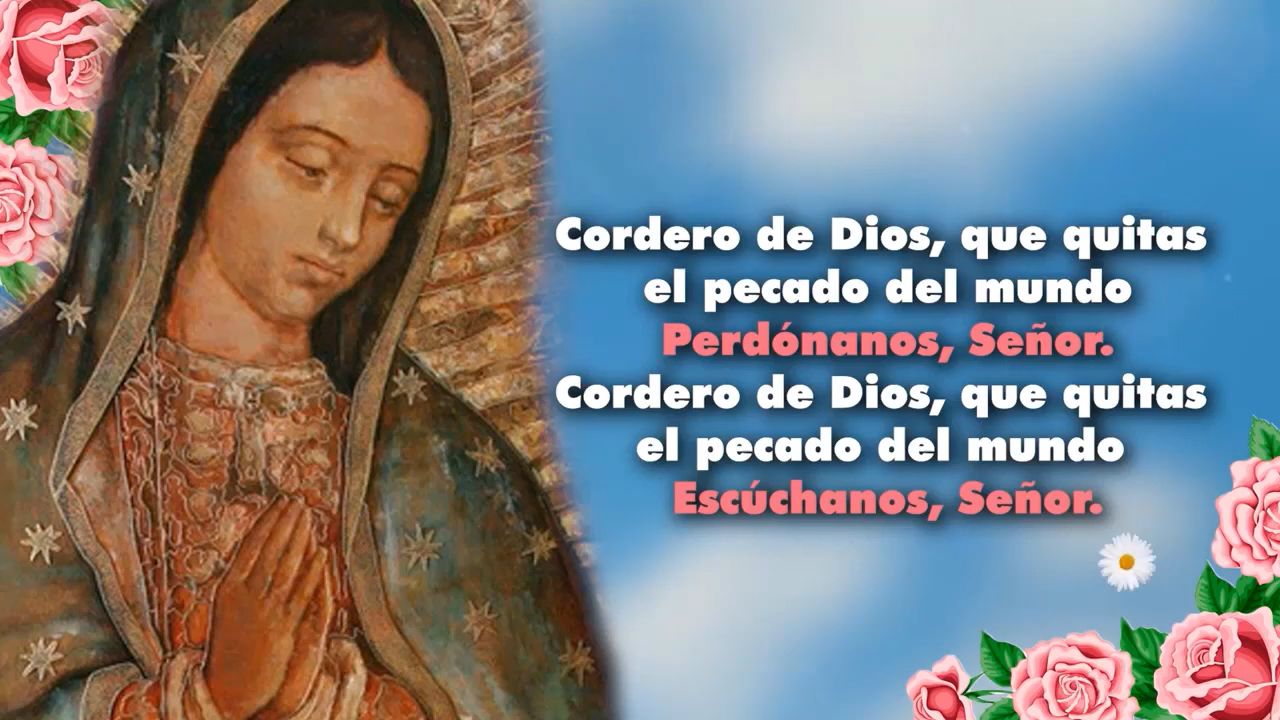 Cordero de Dios, que quitas
el pecado del mundo
Perdónanos, Señor.
Cordero de Dios, que quitas
el pecado del mundo
Escúchanos, Señor.